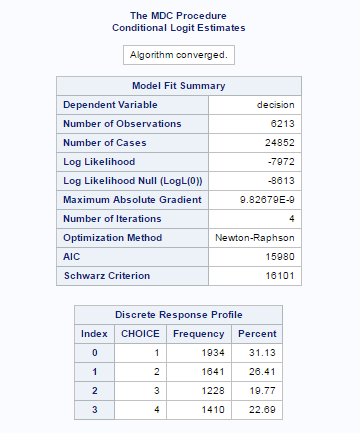 The MDC Procedure
Conditional Logit Estimates
Algorithm converged.
Model Fit Summary
Dependent Variable decision
Number of Observations 6213
Number of Cases 24852
Log Likelihood -7972
Log Likelihood Null (LogL(0)) -8613
Maximum Absolute Gradient 9.82679E-9
Number of Iterations 4
Optimization Method Newton-Raphson
AIC 15980
Schwarz Criterion 16101
Discrete Response Profile
Index CHOICE Frequency Percent
0 1 1934 31.13
1 2 1641 26.41
2 3 1228 19.77
3 4 1410 22.69